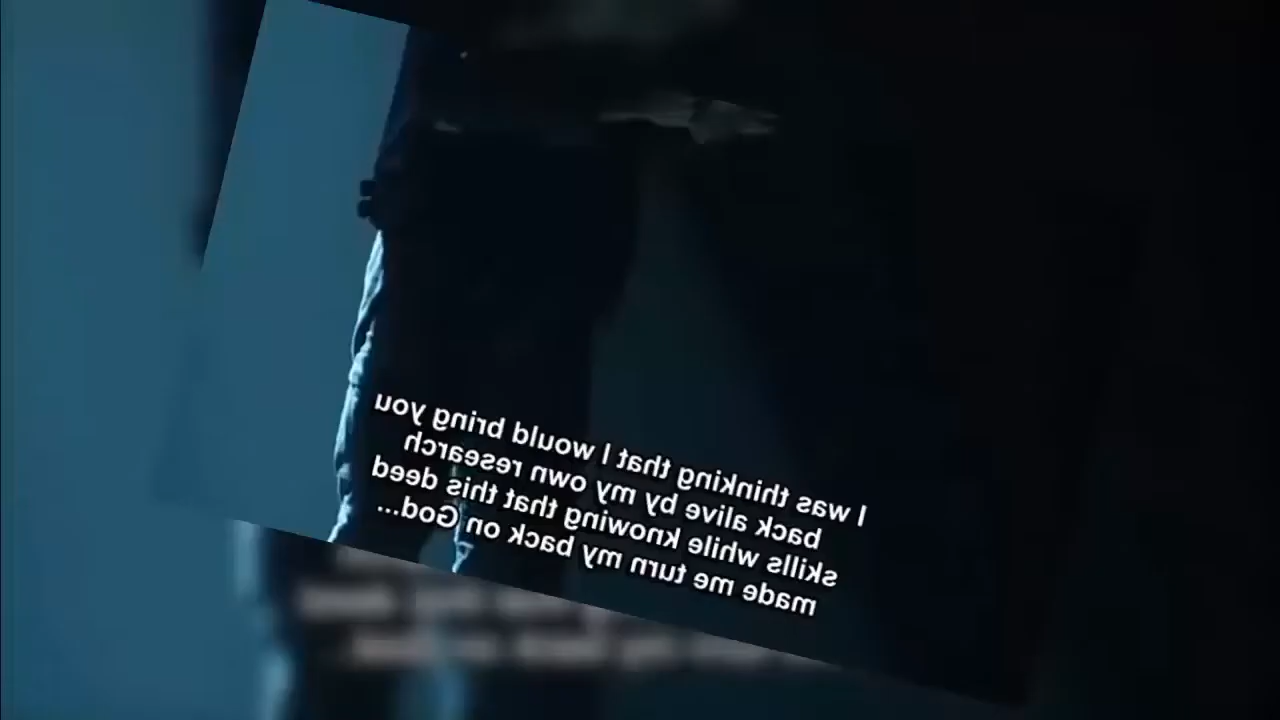 I was thinking that I would bring you
back alive by my own research
skills while knowing that this deed
made me turn my back on God...